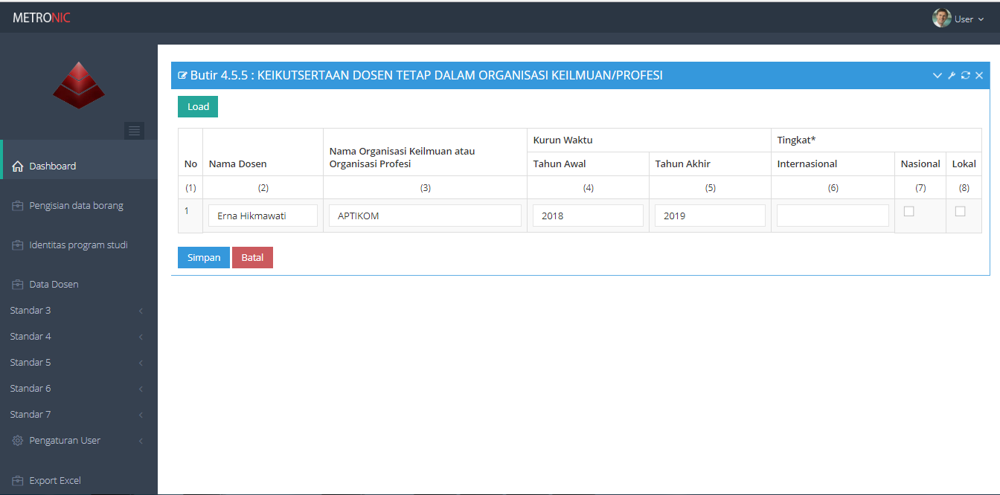 METRONIC
User
Butir 4.5.5 : KEIKUTSERTAAN DOSEN TETAP DALAM ORGANISASI KEILMUAN/PROFESI
Load
Kurun Waktu Tingkat*
No Nama Dosen Nama Organisasi Keilmuan atau
Organisasi Profesi
Tahun Awal Tahun Akhir Internasional Nasional Lokal
(1) (2) (3) (4) (5) (6) (7) (8)
1 Erna Hikmawati APTIKOM 2018 2019
Simpan Batal
Dashboard
Pengisian data borang
Identitas program studi
Data Dosen
Standar 3
Standar 4
Standar 5
Standar 6
Standar 7
Pengaturan User
Export Excel